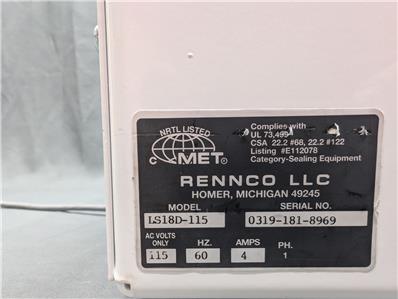 NRTL LISTED
C MET ®
Complies with
UL 73,499
CSA 22.2 #68, 22.2 #122
Listing #E112078
Category-Sealing Equipment
RENNCO LLC
HOMER, MICHIGAN 49245
MODEL SERIAL NO.
LS18D-115 0319-181-8969
AC VOLTS ONLY HZ. AMPS PH.
115 60 4 1